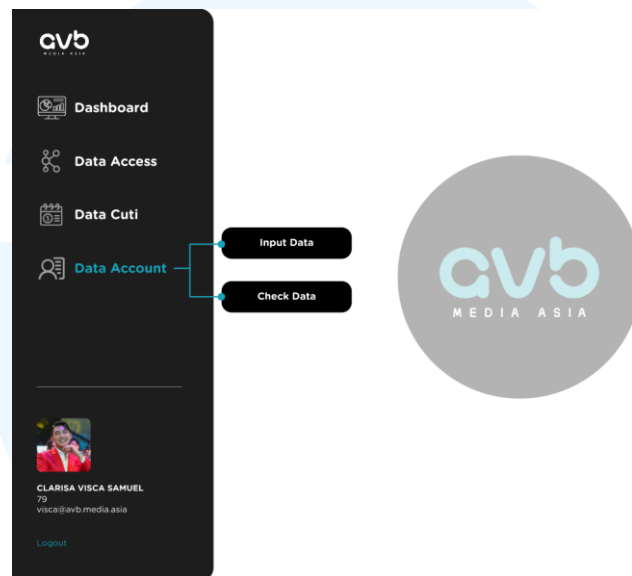 avb
MEDIA ASIA
Dashboard
Data Access
Data Cuti
Data Account
Input Data
Check Data
avb
MEDIA ASIA
CLARISA VISCA SAMUEL
79
visca@avb.media.asia
Logout